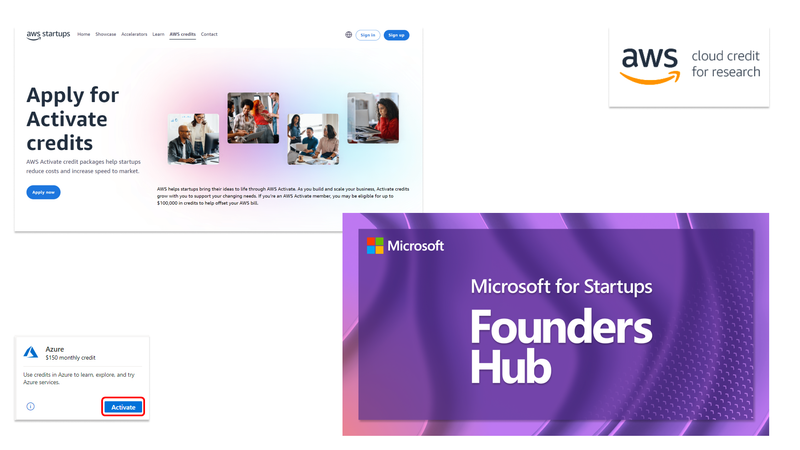 aws startups Home Showcase Accelerators Learn AWS credits Contact Sign in Sign up
Apply for
Activate
credits
AWS Activate credit packages help startups
reduce costs and increase speed to market.
Apply now
AWS helps startups bring their ideas to life through AWS Activate. As you build and scale your business, Activate credits
grow with you to support your changing needs. If you're an AWS Activate member, you may be eligible for up to
$100,000 in credits to help offset your AWS bill.
aws cloud credit
for research
Microsoft
Microsoft for Startups
Founders
Hub
Azure
$150 monthly credit
Use credits in Azure to learn, explore, and try
Azure services.
Activate